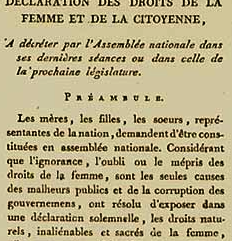 DÉCLARATION DES DROITS DE LA
FEMME ET DE LA CITOYENNE,
A décréter par l'Assemblée nationale dans
ses dernières séances ou dans celle de
la prochaine législature.
PRÉAMBULE.
Les mères, les filles, les soeurs, repré-
sentantes de la nation, demandent d'être cons-
tituées en assemblée nationale. Considérant
que l'ignorance, l'oubli ou le mépris des
droits de la femme, sont les seules causes
des malheurs publics et de la corruption des
gouvernemens, ont résolu d'exposer dans
une déclaration solemnelle, les droits natu-
rels, inaliénables et sacrés de la femme,